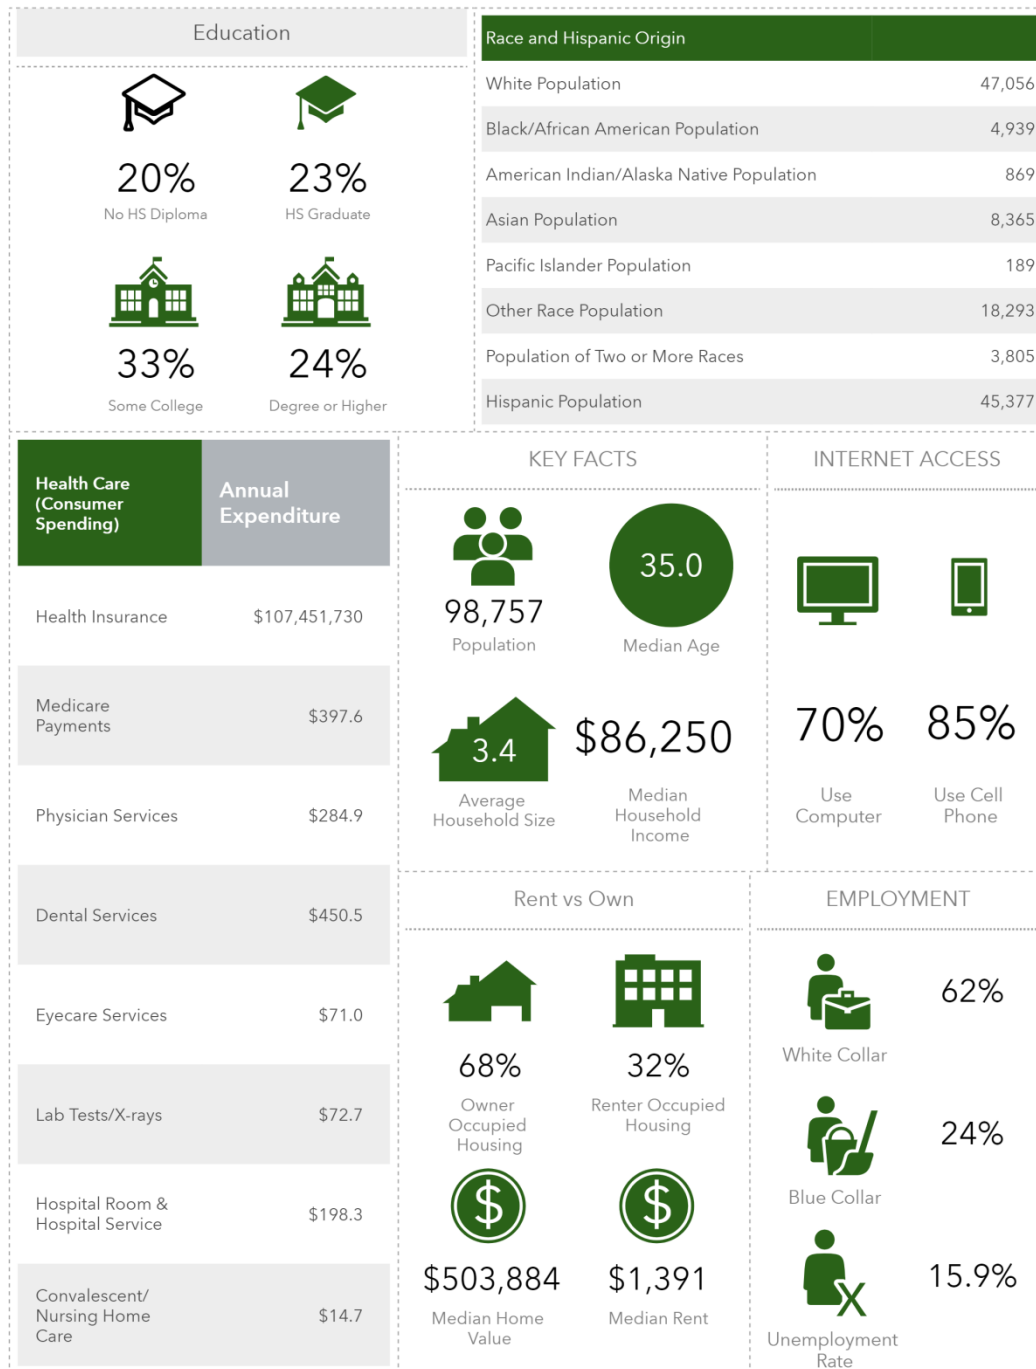 Education
20%
No HS Diploma
23%
HS Graduate
33%
Some College
24%
Degree or Higher
Race and Hispanic Origin
White Population 47,056
Black/African American Population 4,939
American Indian/Alaska Native Population 869
Asian Population 8,365
Pacific Islander Population 189
Other Race Population 18,293
Population of Two or More Races 3,805
Hispanic Population 45,377
Health Care
(Consumer
Spending)
Annual
Expenditure
Health Insurance $107,451,730
Medicare
Payments
$397.6
Physician Services $284.9
Dental Services $450.5
Eyecare Services $71.0
Lab Tests/X-rays $72.7
Hospital Room &
Hospital Service
$198.3
Convalescent/
Nursing Home
Care
$14.7
KEY FACTS
98,757
Population
35.0
Median Age
3.4
Average
Household Size
$86,250
Median
Household
Income
INTERNET ACCESS
70%
Use
Computer
85%
Use Cell
Phone
Rent vs Own
68%
Owner
Occupied
Housing
32%
Renter Occupied
Housing
$
$503,884
Median Home
Value
$
$1,391
Median Rent
EMPLOYMENT
62%
White Collar
24%
Blue Collar
15.9%
Unemployment
Rate